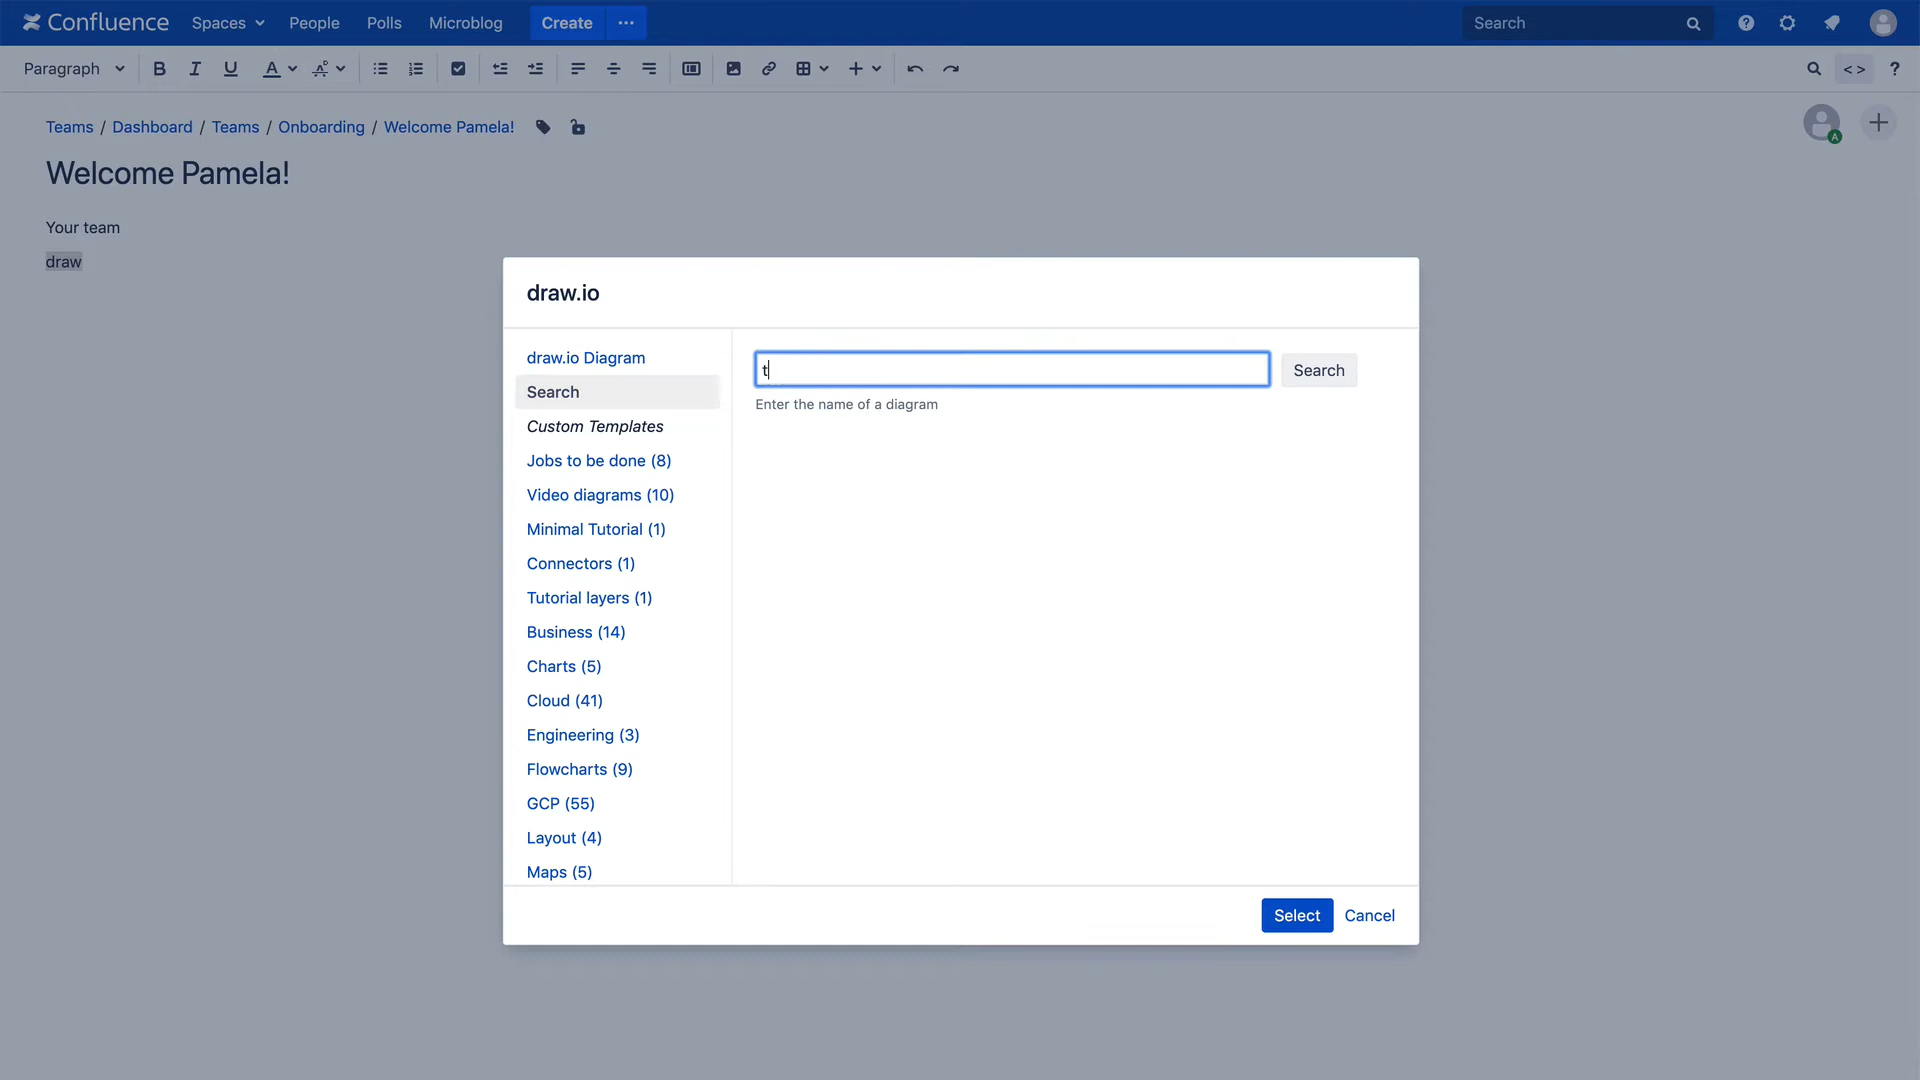 Confluence Spaces People Polls Microblog Create ··· Search
Paragraph B I U A < > ?
Teams / Dashboard / Teams / Onboarding / Welcome Pamela!
A
Welcome Pamela!
Your team
draw
draw.io
draw.io Diagram
Search
Custom Templates
Jobs to be done (8)
Video diagrams (10)
Minimal Tutorial (1)
Connectors (1)
Tutorial layers (1)
Business (14)
Charts (5)
Cloud (41)
Engineering (3)
Flowcharts (9)
GCP (55)
Layout (4)
Maps (5)
t Search
Enter the name of a diagram
Select Cancel